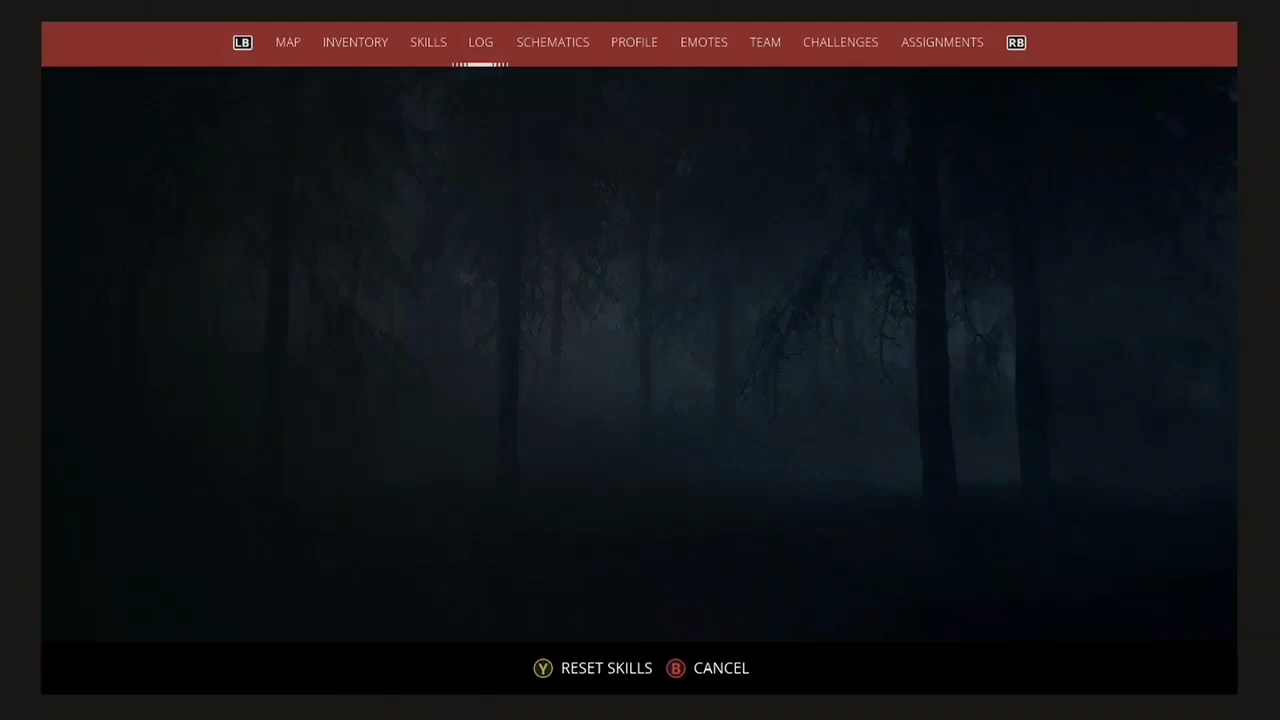 LB MAP INVENTORY SKILLS LOG SCHEMATICS PROFILE EMOTES TEAM CHALLENGES ASSIGNMENTS RB
Y RESET SKILLS B CANCEL